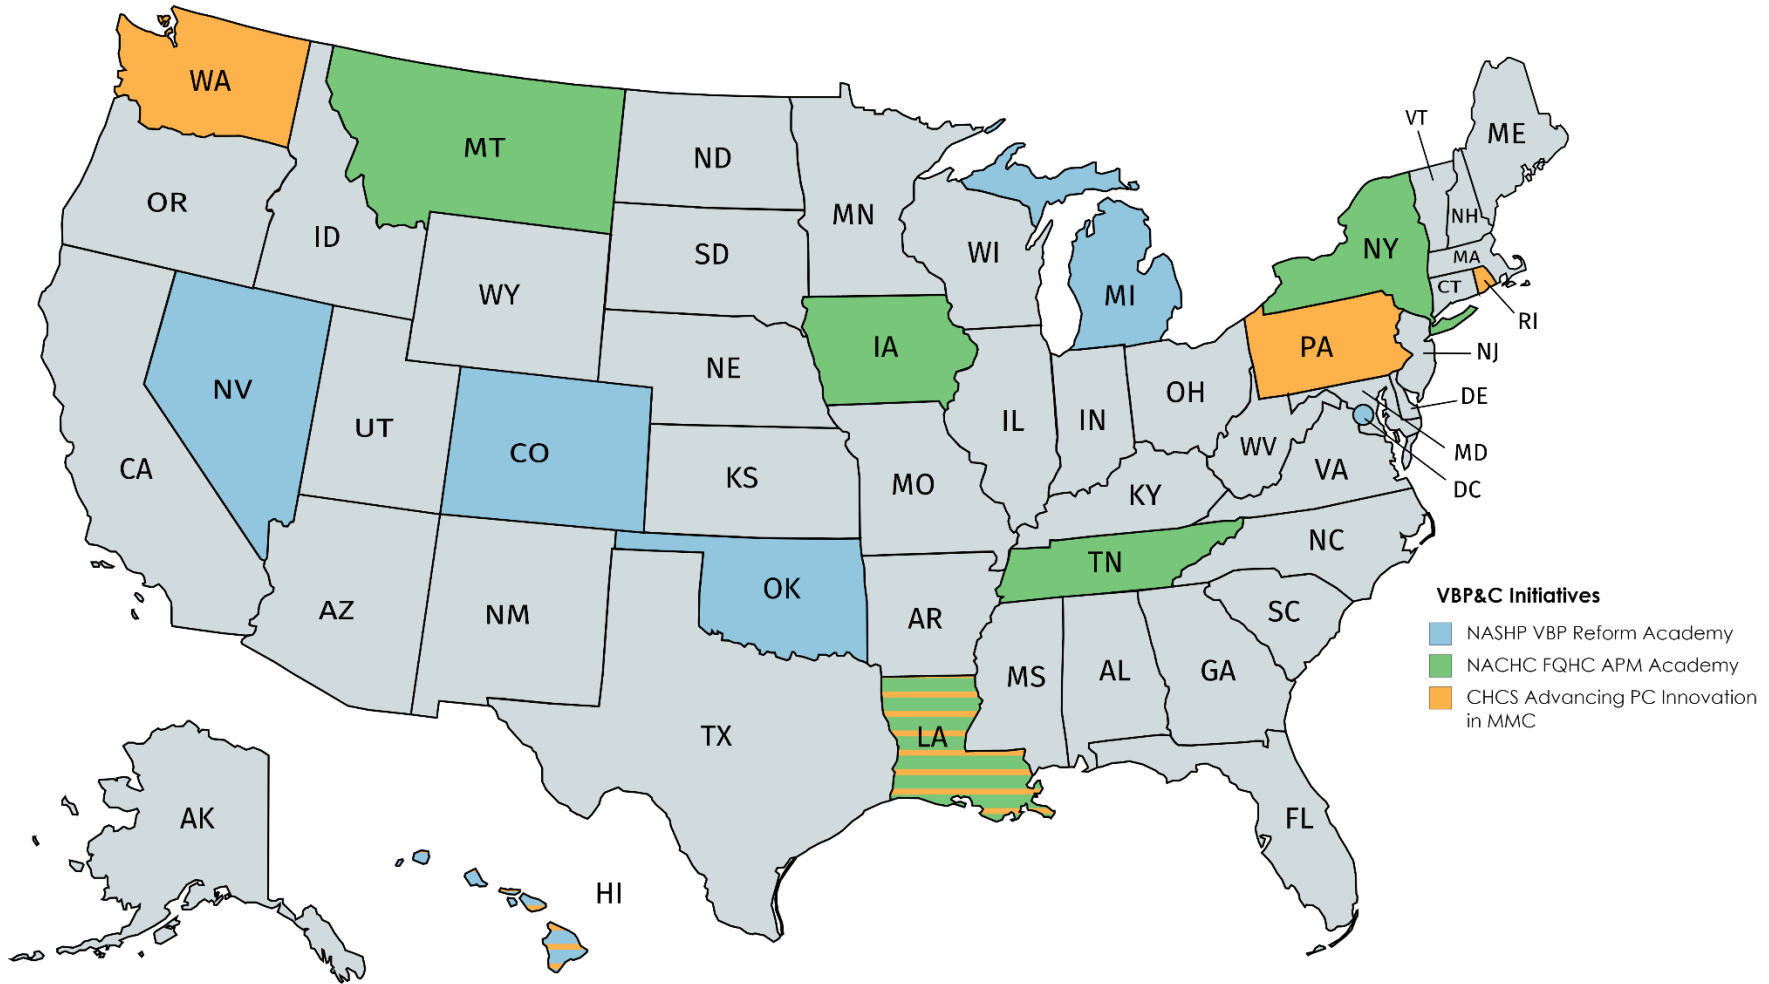 WA
MT
ND
VT
ME
OR
ID
MN
NH
SD
WI
NY
MA
WY
MI
CT
RI
IA
PA
NJ
NE
NV
OH
DE
UT
CO
IL
IN
WV
MD
CA
KS
MO
KY
VA
DC
NC
TN
OK
AZ
NM
AR
SC
MS
AL
GA
TX
LA
AK
FL
HI
VBP&C Initiatives
NASHP VBP Reform Academy
NACHC FQHC APM Academy
CHCS Advancing PC Innovation
in MMC